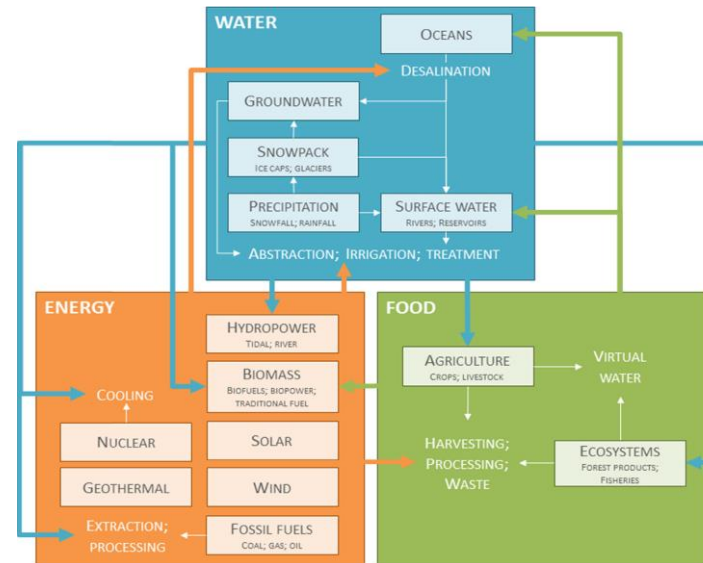 WATER
OCEANS
DESALINATION
GROUNDWATER
SNOWPACK
ICE CAPS; GLACIERS
PRECIPITATION
SNOWFALL; RAINFALL
SURFACE WATER
RIVERS; RESERVOIRS
ABSTRACTION; IRRIGATION; TREATMENT
ENERGY
HYDROPOWER
TIDAL; RIVER
BIOMASS
BIOFUELS; BIOPOWER;
TRADITIONAL FUEL
COOLING
NUCLEAR
SOLAR
GEOTHERMAL
WIND
EXTRACTION;
PROCESSING
FOSSIL FUELS
COAL; GAS; OIL
FOOD
AGRICULTURE
CROPS; LIVESTOCK
VIRTUAL
WATER
HARVESTING;
PROCESSING;
WASTE
ECOSYSTEMS
FOREST PRODUCTS;
FISHERIES